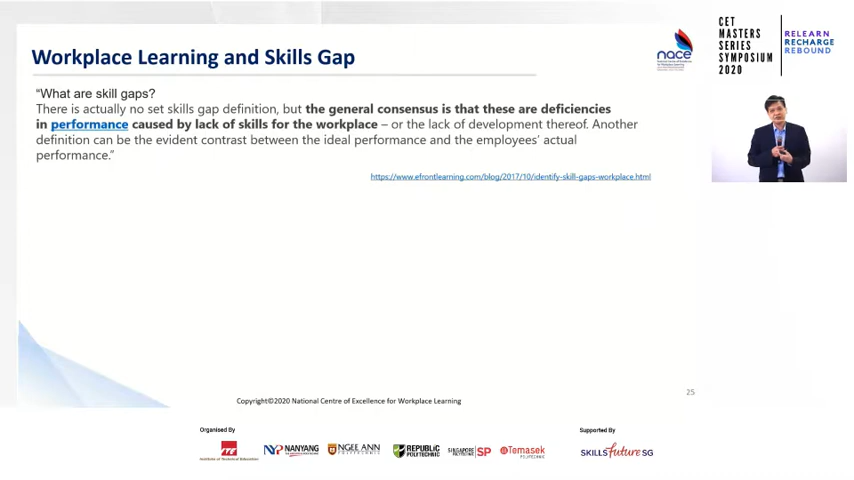 Workplace Learning and Skills Gap
nace
CET
MASTERS
SERIES
SYMPOSIUM
2020
RELEARN
RECHARGE
REBOUND
“What are skill gaps?
There is actually no set skills gap definition, but the general consensus is that these are deficiencies
in performance caused by lack of skills for the workplace – or the lack of development thereof. Another
definition can be the evident contrast between the ideal performance and the employees’ actual
performance.”
https://www.efrontlearning.com/blog/2017/10/identify-skill-gaps-workplace.html
25
Copyright©2020 National Centre of Excellence for Workplace Learning
Organised By
Supported By
ITE
Institute of Technical Education
NYP NANYANG
NGEE ANN
POLYTECHNIC
REPUBLIC
POLYTECHNIC
SINGAPORE
POLYTECHNIC
SP
Temasek
POLYTECHNIC
SKILLSfuture SG